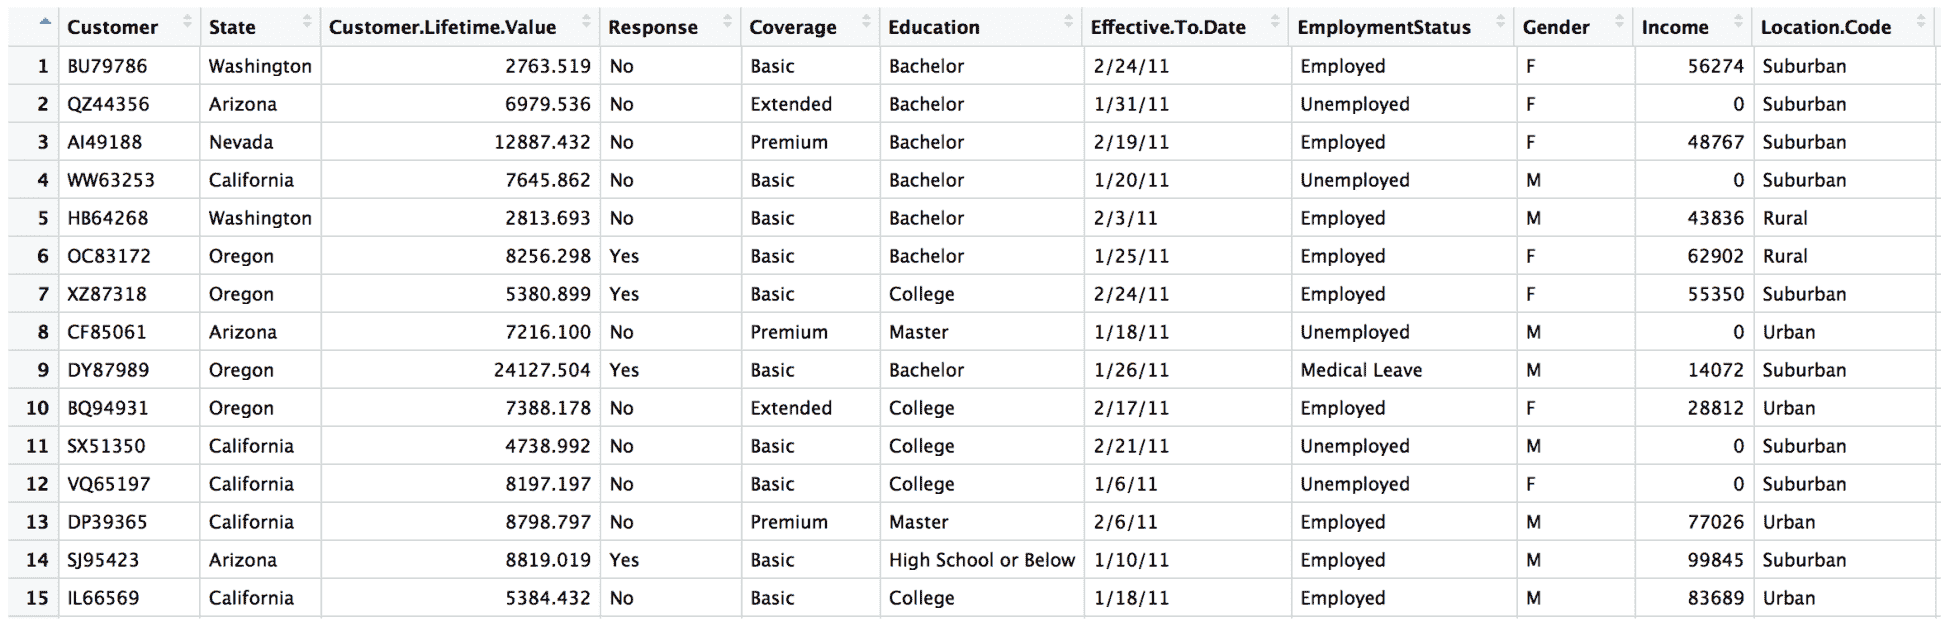 Customer State Customer.Lifetime.Value Response Coverage Education Effective.To.Date EmploymentStatus Gender Income Location.Code
1 BU79786 Washington 2763.519 No Basic Bachelor 2/24/11 Employed F 56274 Suburban
2 QZ44356 Arizona 6979.536 No Extended Bachelor 1/31/11 Unemployed F 0 Suburban
3 AI49188 Nevada 12887.432 No Premium Bachelor 2/19/11 Employed F 48767 Suburban
4 WW63253 California 7645.862 No Basic Bachelor 1/20/11 Unemployed M 0 Suburban
5 HB64268 Washington 2813.693 No Basic Bachelor 2/3/11 Employed M 43836 Rural
6 OC83172 Oregon 8256.298 Yes Basic Bachelor 1/25/11 Employed F 62902 Rural
7 XZ87318 Oregon 5380.899 Yes Basic College 2/24/11 Employed F 55350 Suburban
8 CF85061 Arizona 7216.100 No Premium Master 1/18/11 Unemployed M 0 Urban
9 DY87989 Oregon 24127.504 Yes Basic Bachelor 1/26/11 Medical Leave M 14072 Suburban
10 BQ94931 Oregon 7388.178 No Extended College 2/17/11 Employed F 28812 Urban
11 SX51350 California 4738.992 No Basic College 2/21/11 Unemployed M 0 Suburban
12 VQ65197 California 8197.197 No Basic College 1/6/11 Unemployed F 0 Suburban
13 DP39365 California 8798.797 No Premium Master 2/6/11 Employed M 77026 Urban
14 SJ95423 Arizona 8819.019 Yes Basic High School or Below 1/10/11 Employed M 99845 Suburban
15 IL66569 California 5384.432 No Basic College 1/18/11 Employed M 83689 Urban